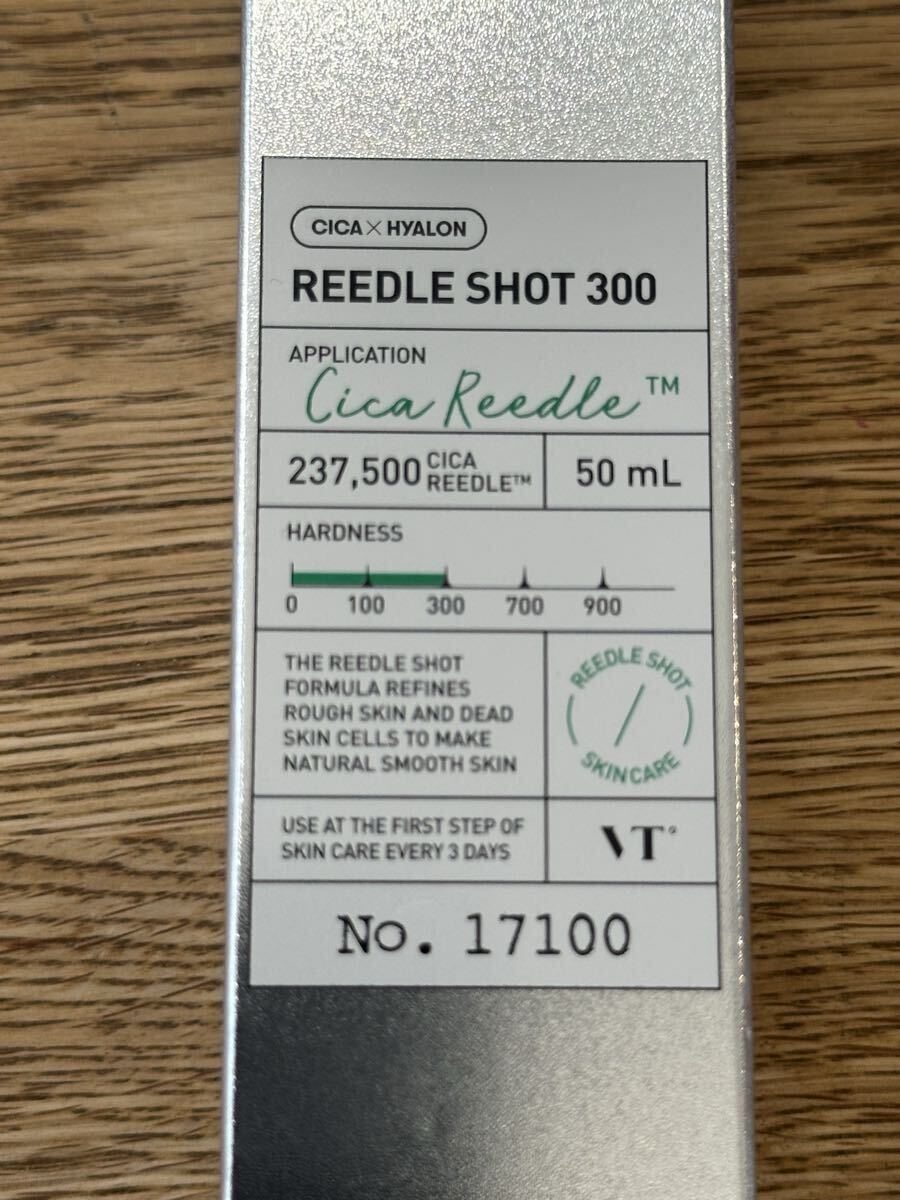 CICA×HYALON
REEDLE SHOT 300
APPLICATION
Cica Reedle™
237,500 CICA REEDLE™
50 mL
HARDNESS
0 100 300 700 900
THE REEDLE SHOT
FORMULA REFINES
ROUGH SKIN AND DEAD
SKIN CELLS TO MAKE
NATURAL SMOOTH SKIN
REEDLE SHOT
SKINCARE
USE AT THE FIRST STEP OF
SKIN CARE EVERY 3 DAYS
VT°
No. 17100